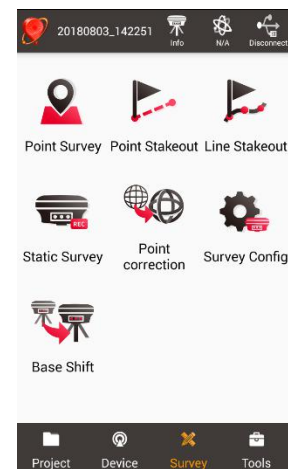 20180803_142251 Info N/A Disconnect
Point Survey Point Stakeout Line Stakeout
REC
Static Survey Point correction Survey Config
Base Shift
Project Device Survey Tools